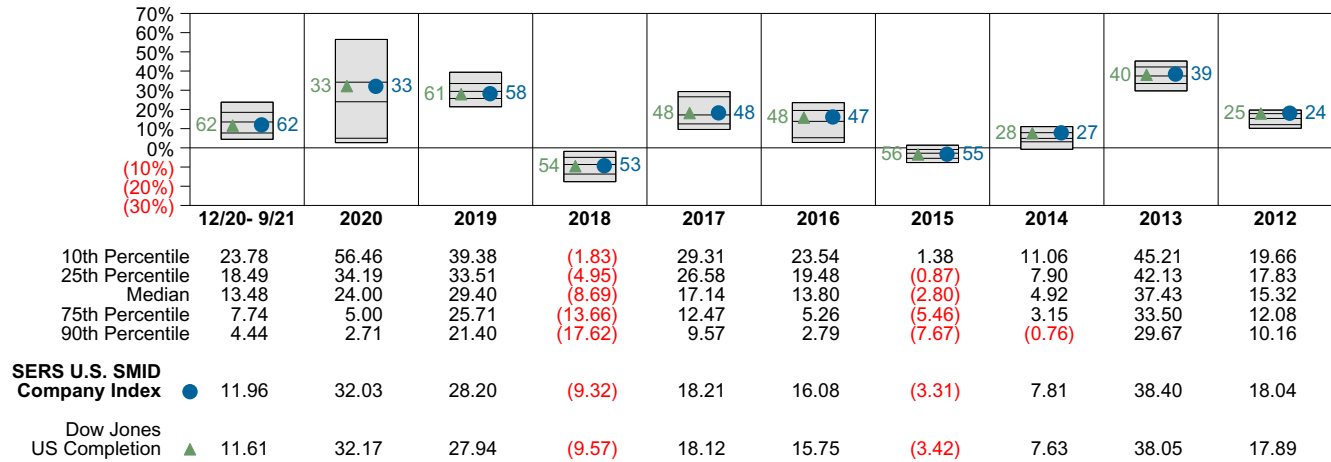 70%
60%
50%
40%
30%
20%
10%
0%
(10%)
(20%)
(30%)
62 62 33 33 61 58 54 53 48 48 48 47 56 55 28 27 40 39 25 24
12/20- 9/21 2020 2019 2018 2017 2016 2015 2014 2013 2012
10th Percentile 23.78 56.46 39.38 (1.83) 29.31 23.54 1.38 11.06 45.21 19.66
25th Percentile 18.49 34.19 33.51 (4.95) 26.58 19.48 (0.87) 7.90 42.13 17.83
Median 13.48 24.00 29.40 (8.69) 17.14 13.80 (2.80) 4.92 37.43 15.32
75th Percentile 7.74 5.00 25.71 (13.66) 12.47 5.26 (5.46) 3.15 33.50 12.08
90th Percentile 4.44 2.71 21.40 (17.62) 9.57 2.79 (7.67) (0.76) 29.67 10.16
SERS U.S. SMID
Company Index 11.96 32.03 28.20 (9.32) 18.21 16.08 (3.31) 7.81 38.40 18.04
Dow Jones
US Completion 11.61 32.17 27.94 (9.57) 18.12 15.75 (3.42) 7.63 38.05 17.89